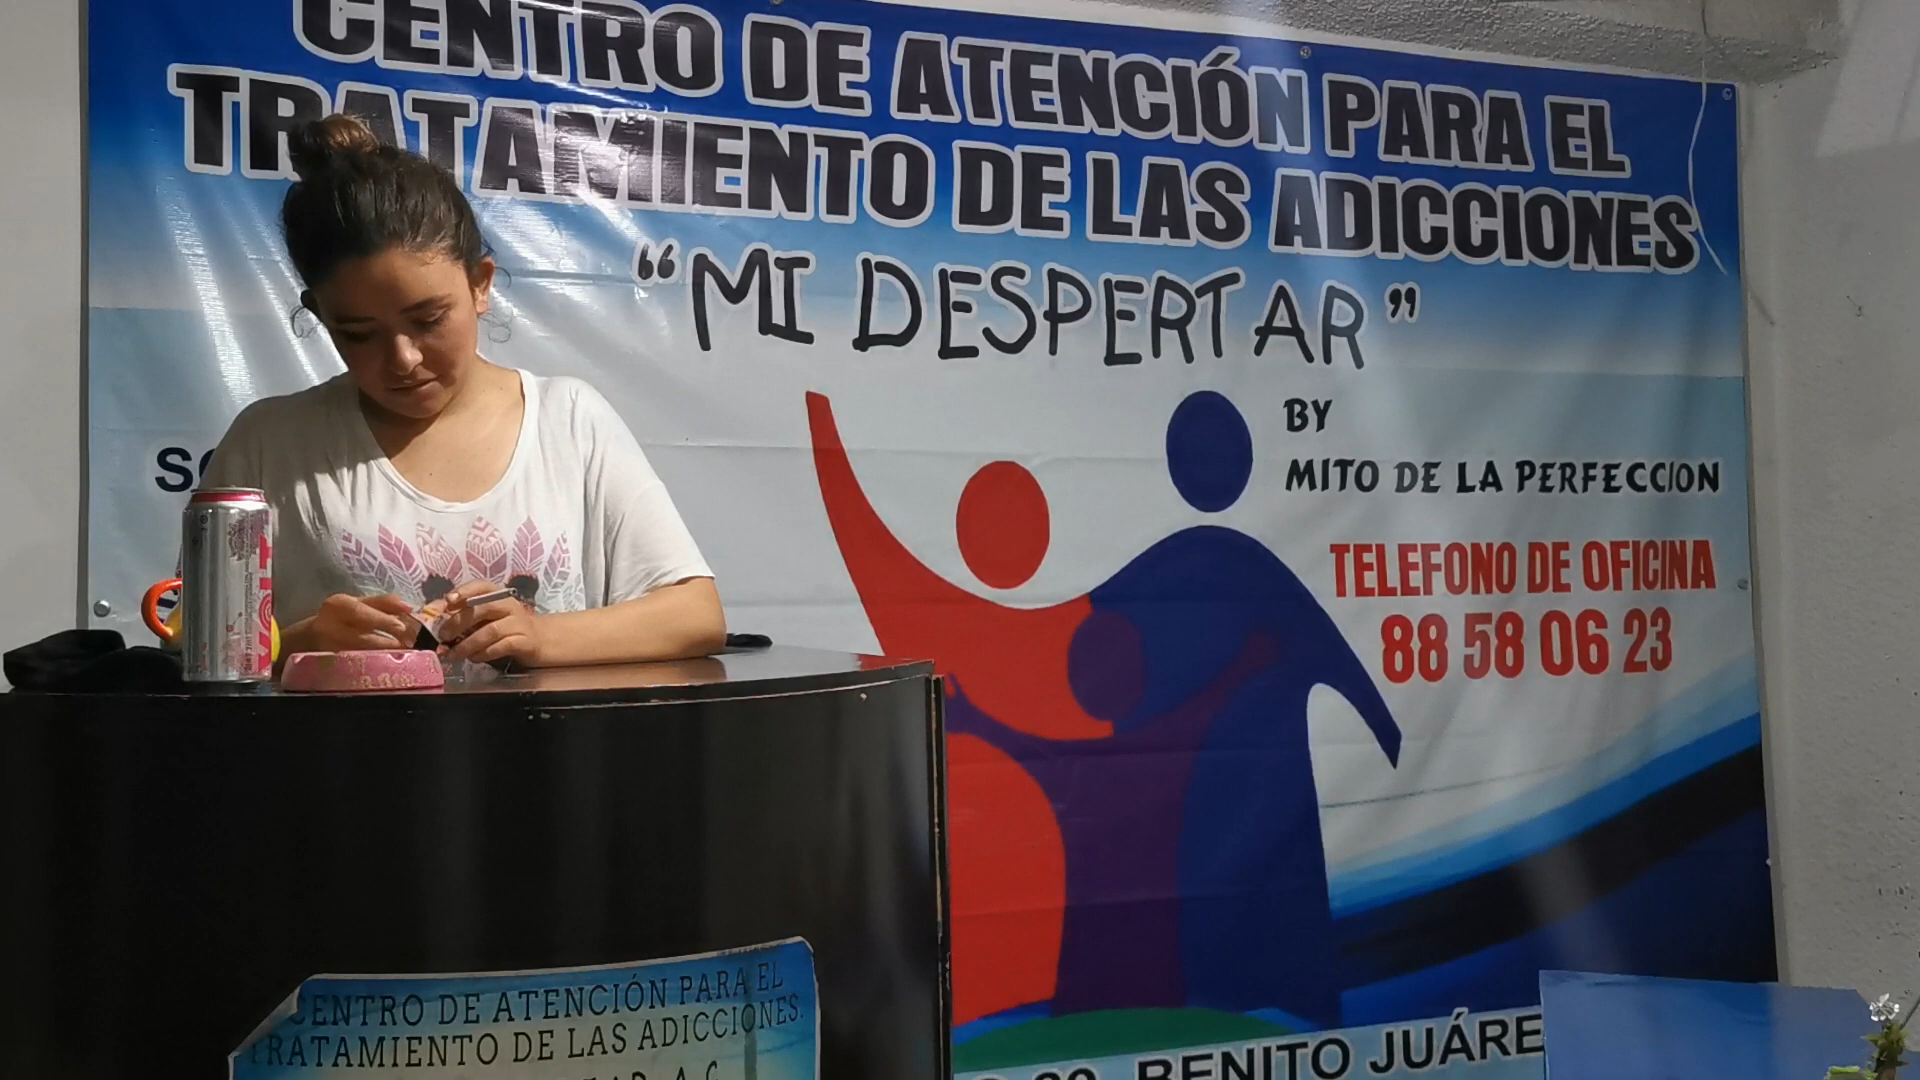 CENTRO DE ATENCIÓN PARA EL
TRATAMIENTO DE LAS ADICCIONES
“MI DESPERTAR”
BY
MITO DE LA PERFECCION
TELEFONO DE OFICINA
88 58 06 23
BENITO JUÁRE
CENTRO DE ATENCIÓN PARA EL
TRATAMIENTO DE LAS ADICCIONES.
A.C.